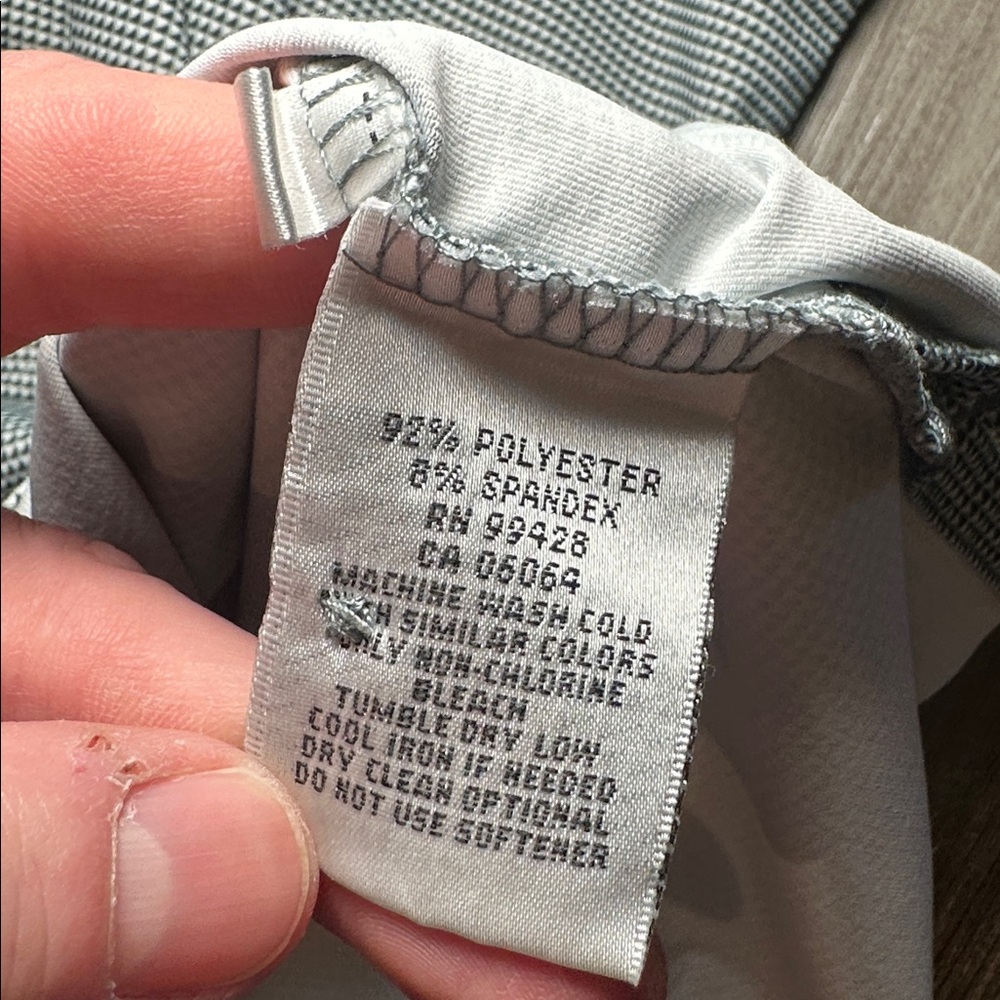 92% POLYESTER
8% SPANDEX
RN 99428
CA 06064
MACHINE WASH COLD
SIMILAR COLORS
ONLY NON-CHLORINE
BLEACH
TUMBLE DRY LOW
COOL IRON IF NEEDED
DRY CLEAN OPTIONAL
DO NOT USE SOFTENER